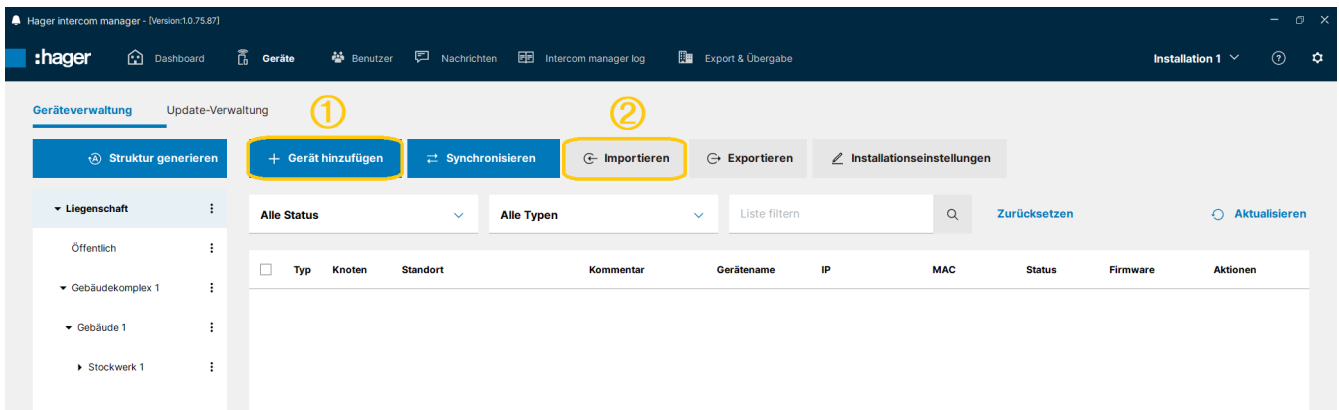 Hager intercom manager - [Version:1.0.75.87]
:hager Dashboard Geräte Benutzer Nachrichten Intercom manager log Export & Übergabe Installation 1
Geräteverwaltung Update-Verwaltung
① ②
Struktur generieren + Gerät hinzufügen Synchronisieren Importieren Exportieren Installationseinstellungen
Liegenschaft
Alle Status Alle Typen Liste filtern Zurücksetzen Aktualisieren
Öffentlich
Typ Knoten Standort Kommentar Gerätename IP MAC Status Firmware Aktionen
Gebäudekomplex 1
Gebäude 1
Stockwerk 1